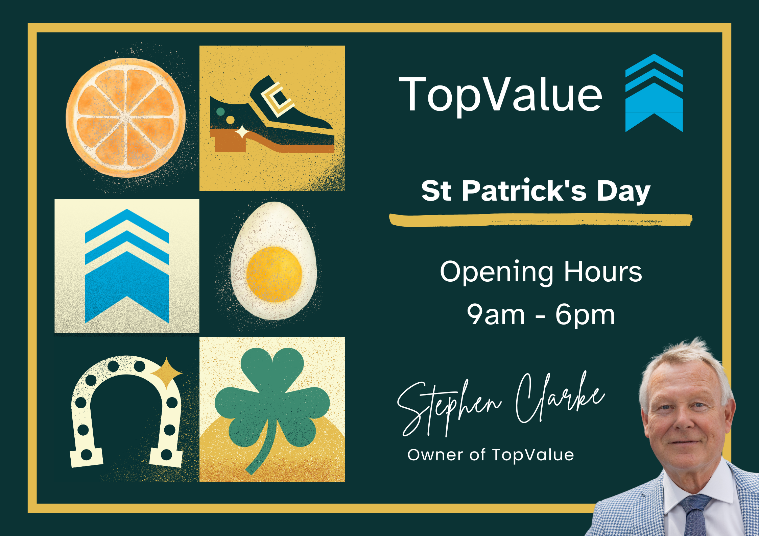 TopValue
St Patrick's Day
Opening Hours
9am - 6pm
Stephen Clarke
Owner of TopValue